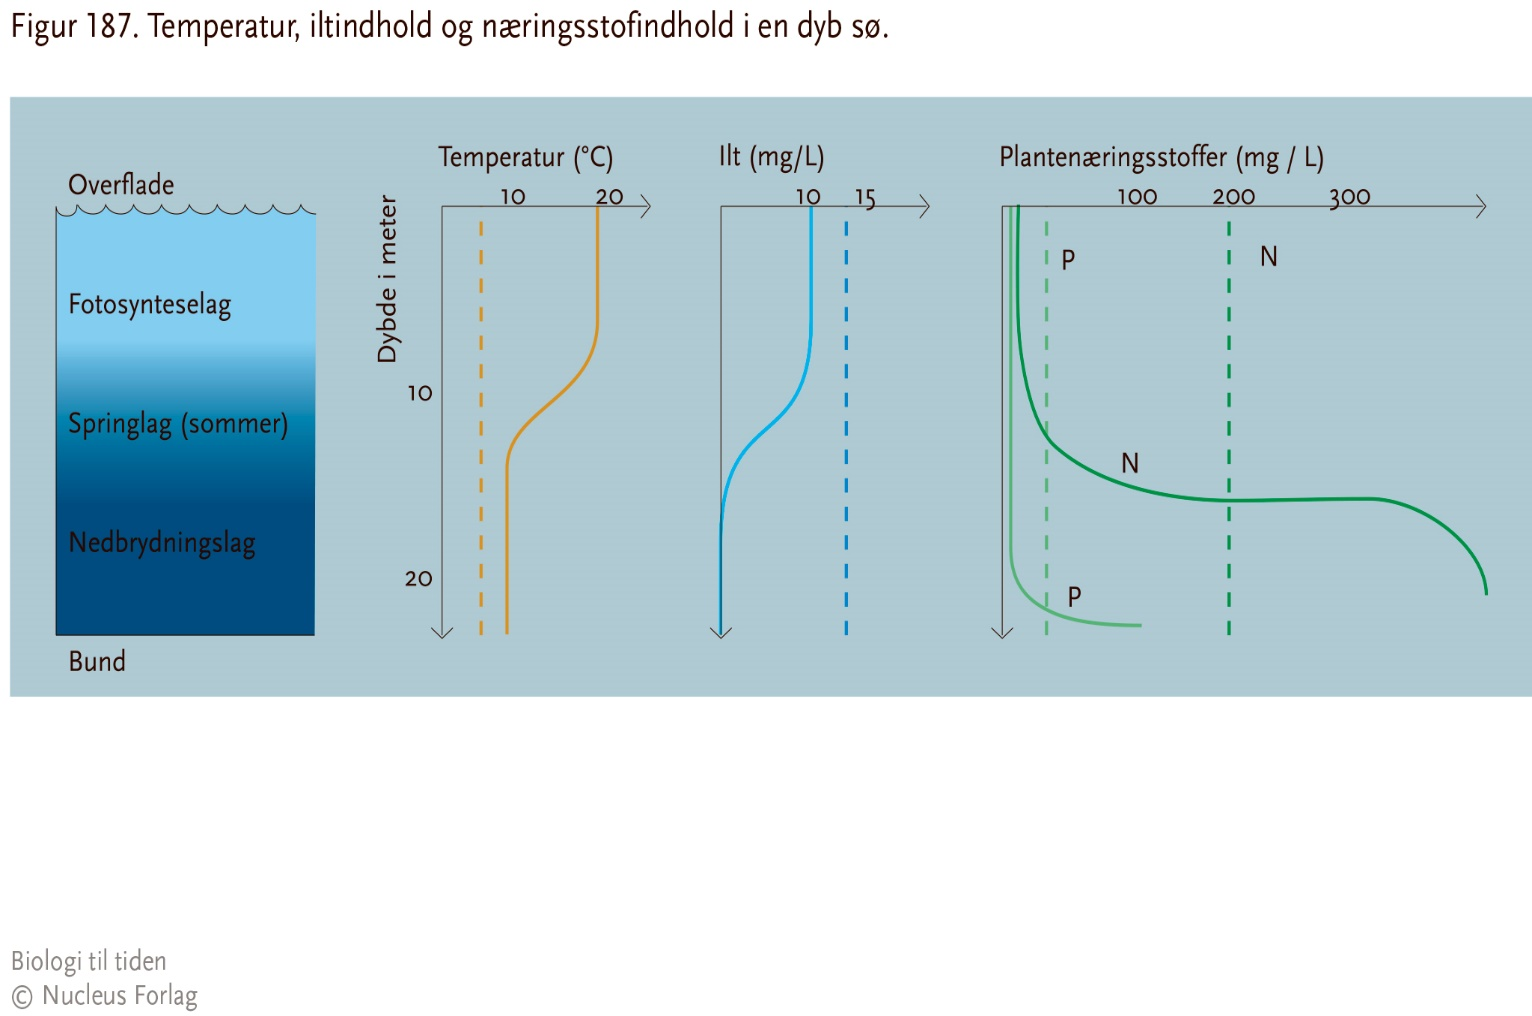 Figur 187. Temperatur, iltindhold og næringsstofindhold i en dyb sø.
Overflade
Fotosynteselag
Springlag (sommer)
Nedbrydningslag
Bund
Temperatur (°C)
10 20
Dybde i meter
10
20
Ilt (mg/L)
10 15
Plantenæringsstoffer (mg / L)
100 200 300
P N
N
P
Biologi til tiden
© Nucleus Forlag